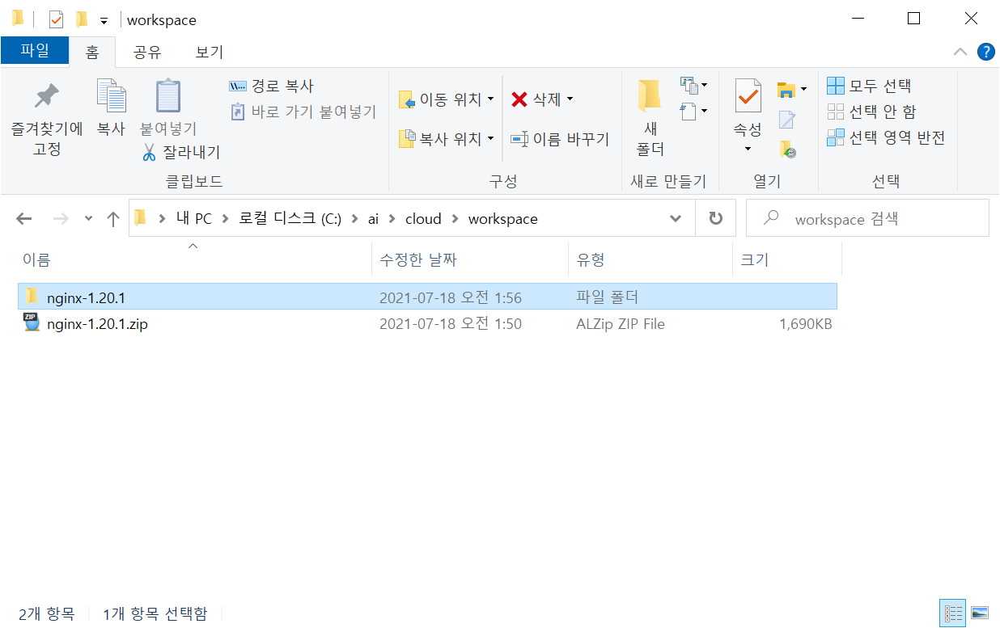 workspace
파일 홈 공유 보기
?
즐겨찾기에 고정
복사
붙여넣기
경로 복사
바로 가기 붙여넣기
잘라내기
클립보드
이동 위치
복사 위치
삭제
이름 바꾸기
구성
새 폴더
새로 만들기
속성
열기
모두 선택
선택 안 함
선택 영역 반전
선택
내 PC > 로컬 디스크 (C:) > ai > cloud > workspace
workspace 검색
이름 수정한 날짜 유형 크기
nginx-1.20.1 2021-07-18 오전 1:56 파일 폴더
ZIP
nginx-1.20.1.zip 2021-07-18 오전 1:50 ALZip ZIP File 1,690KB
2개 항목 1개 항목 선택함